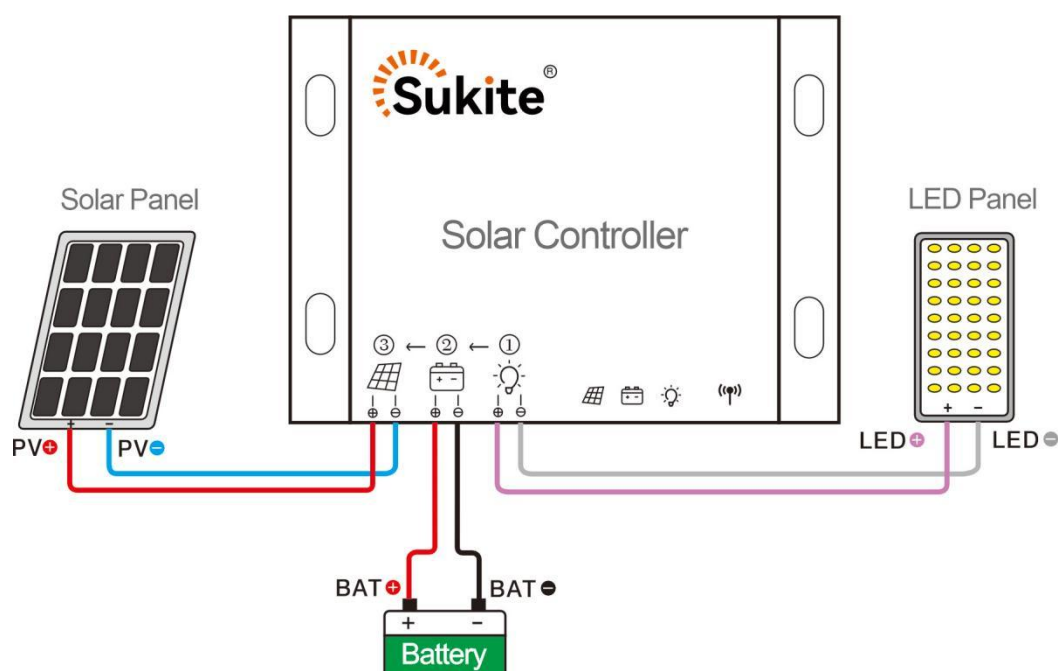 Sukite®
Solar Panel
LED Panel
Solar Controller
③ ← ② ← ①
+ −
⊕ ⊖ ⊕ ⊖ ⊕ ⊖
+ −
+ −
PV⊕ PV⊖
LED⊕ LED⊖
BAT⊕ BAT⊖
+ −
Battery